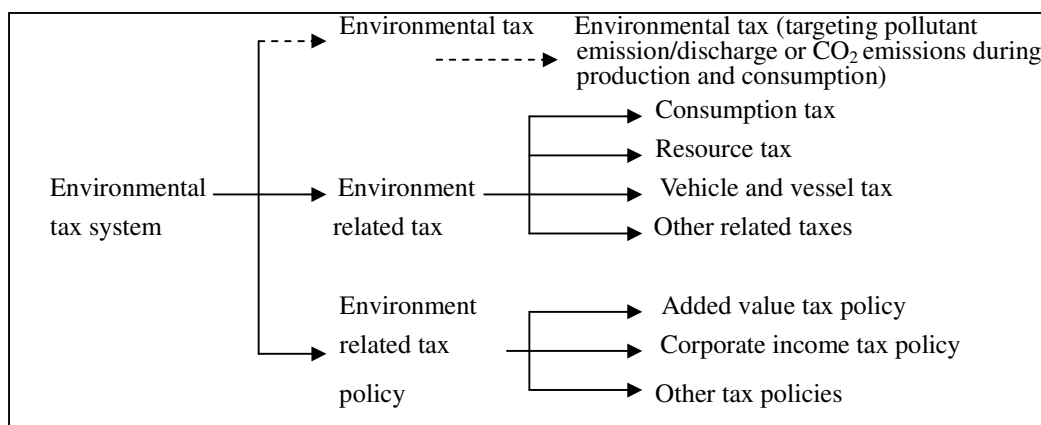 Environmental tax
Environmental tax (targeting pollutant
emission/discharge or CO₂ emissions during
production and consumption)
Environmental
tax system
Environment
related tax
Consumption tax
Resource tax
Vehicle and vessel tax
Other related taxes
Environment
related tax
policy
Added value tax policy
Corporate income tax policy
Other tax policies